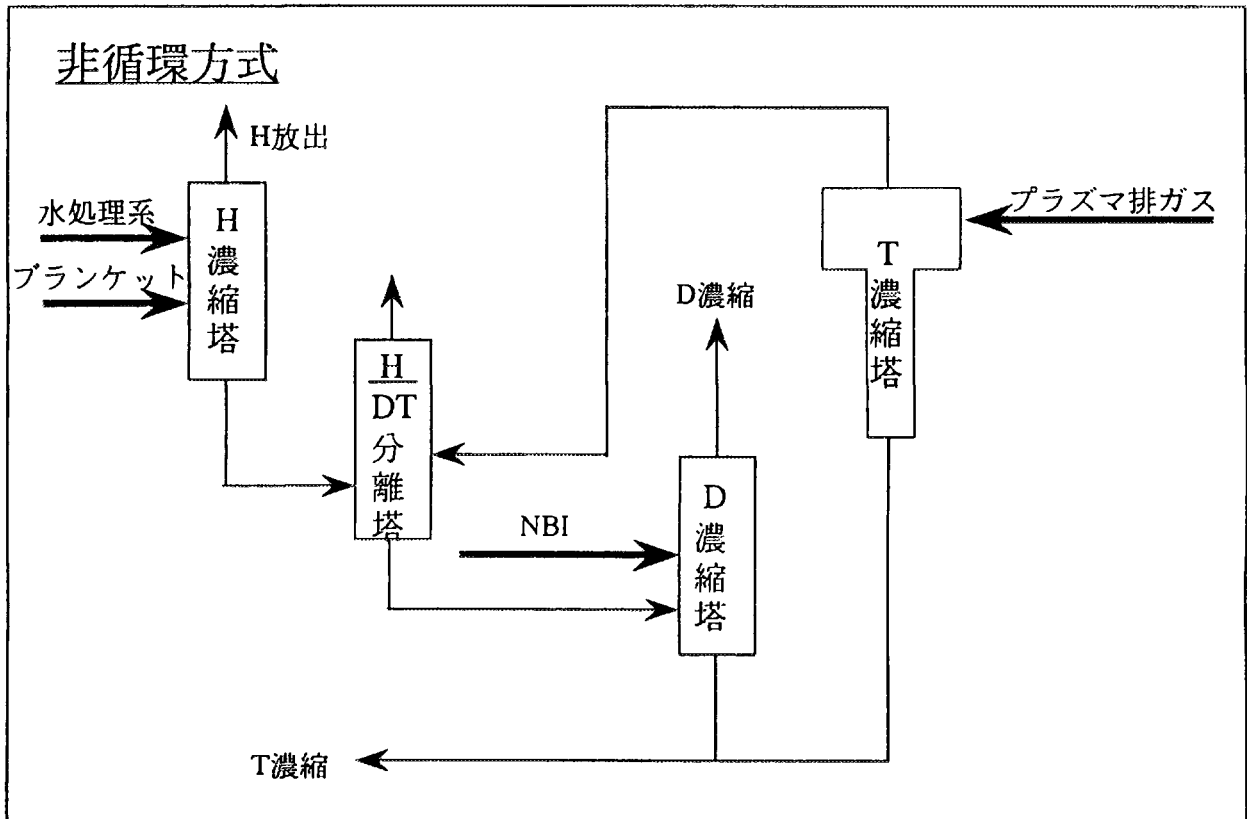 非循環方式
H放出
水処理系
ブランケット
H
濃
縮
塔
H
DT
分
離
塔
NBI
D濃縮
D
濃
縮
塔
T
濃
縮
塔
プラズマ排ガス
T濃縮